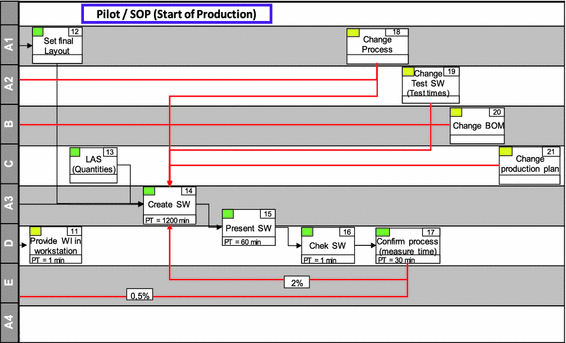 Pilot / SOP (Start of Production)
A1
12
Set final
Layout
18
Change
Process
A2
19
Change
Test SW
(Test times)
B
20
Change BOM
C
13
LAS
(Quantities)
21
Change
production plan
A3
14
Create SW
PT = 1200 min
15
Present SW
PT = 60 min
D
11
Provide WI in
workstation
PT = 1 min
16
Chek SW
PT = 1 min
17
Confirm process
(measure time)
PT = 30 min
E
2%
0.5%
A4